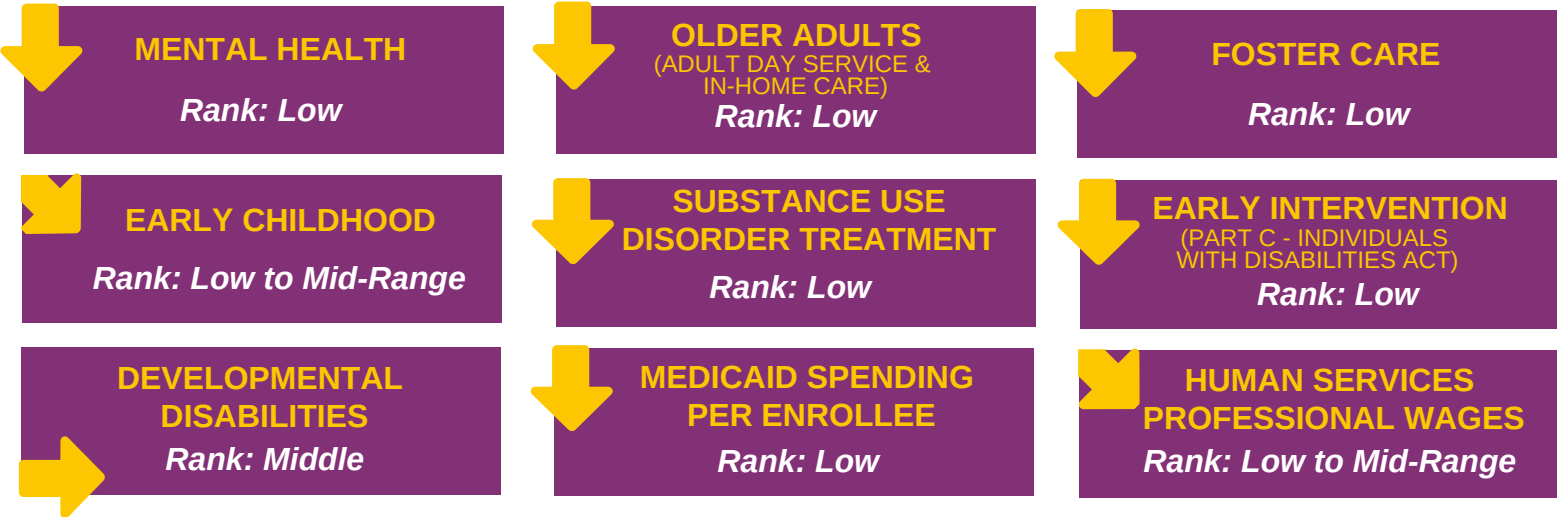 MENTAL HEALTH
Rank: Low
OLDER ADULTS
(ADULT DAY SERVICE &
IN-HOME CARE)
Rank: Low
FOSTER CARE
Rank: Low
EARLY CHILDHOOD
Rank: Low to Mid-Range
SUBSTANCE USE
DISORDER TREATMENT
Rank: Low
EARLY INTERVENTION
(PART C - INDIVIDUALS
WITH DISABILITIES ACT)
Rank: Low
DEVELOPMENTAL
DISABILITIES
Rank: Middle
MEDICAID SPENDING
PER ENROLLEE
Rank: Low
HUMAN SERVICES
PROFESSIONAL WAGES
Rank: Low to Mid-Range